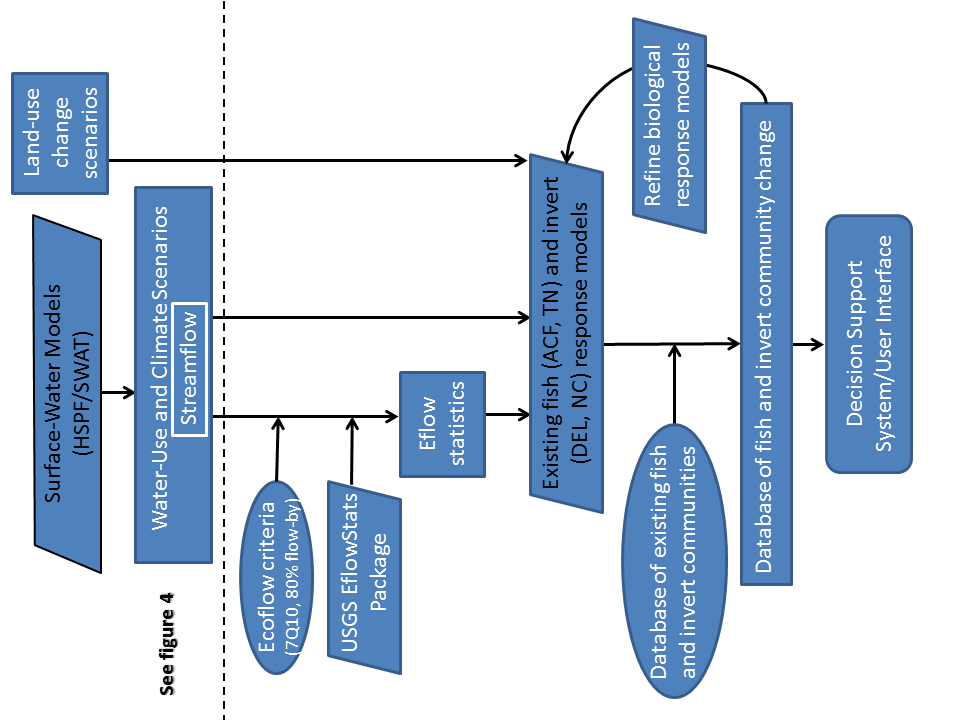 Surface-Water Models
(HSPF/SWAT)
Land-use
change
scenarios
Water-Use and Climate Scenarios
Streamflow
See figure 4
Ecoflow criteria
(7Q10, 80% flow-by)
USGS EflowStats
Package
Eflow
statistics
Existing fish (ACF, TN) and invert
(DEL, NC) response models
Refine biological
response models
Database of existing fish
and invert communities
Database of fish and invert community change
Decision Support
System/User Interface